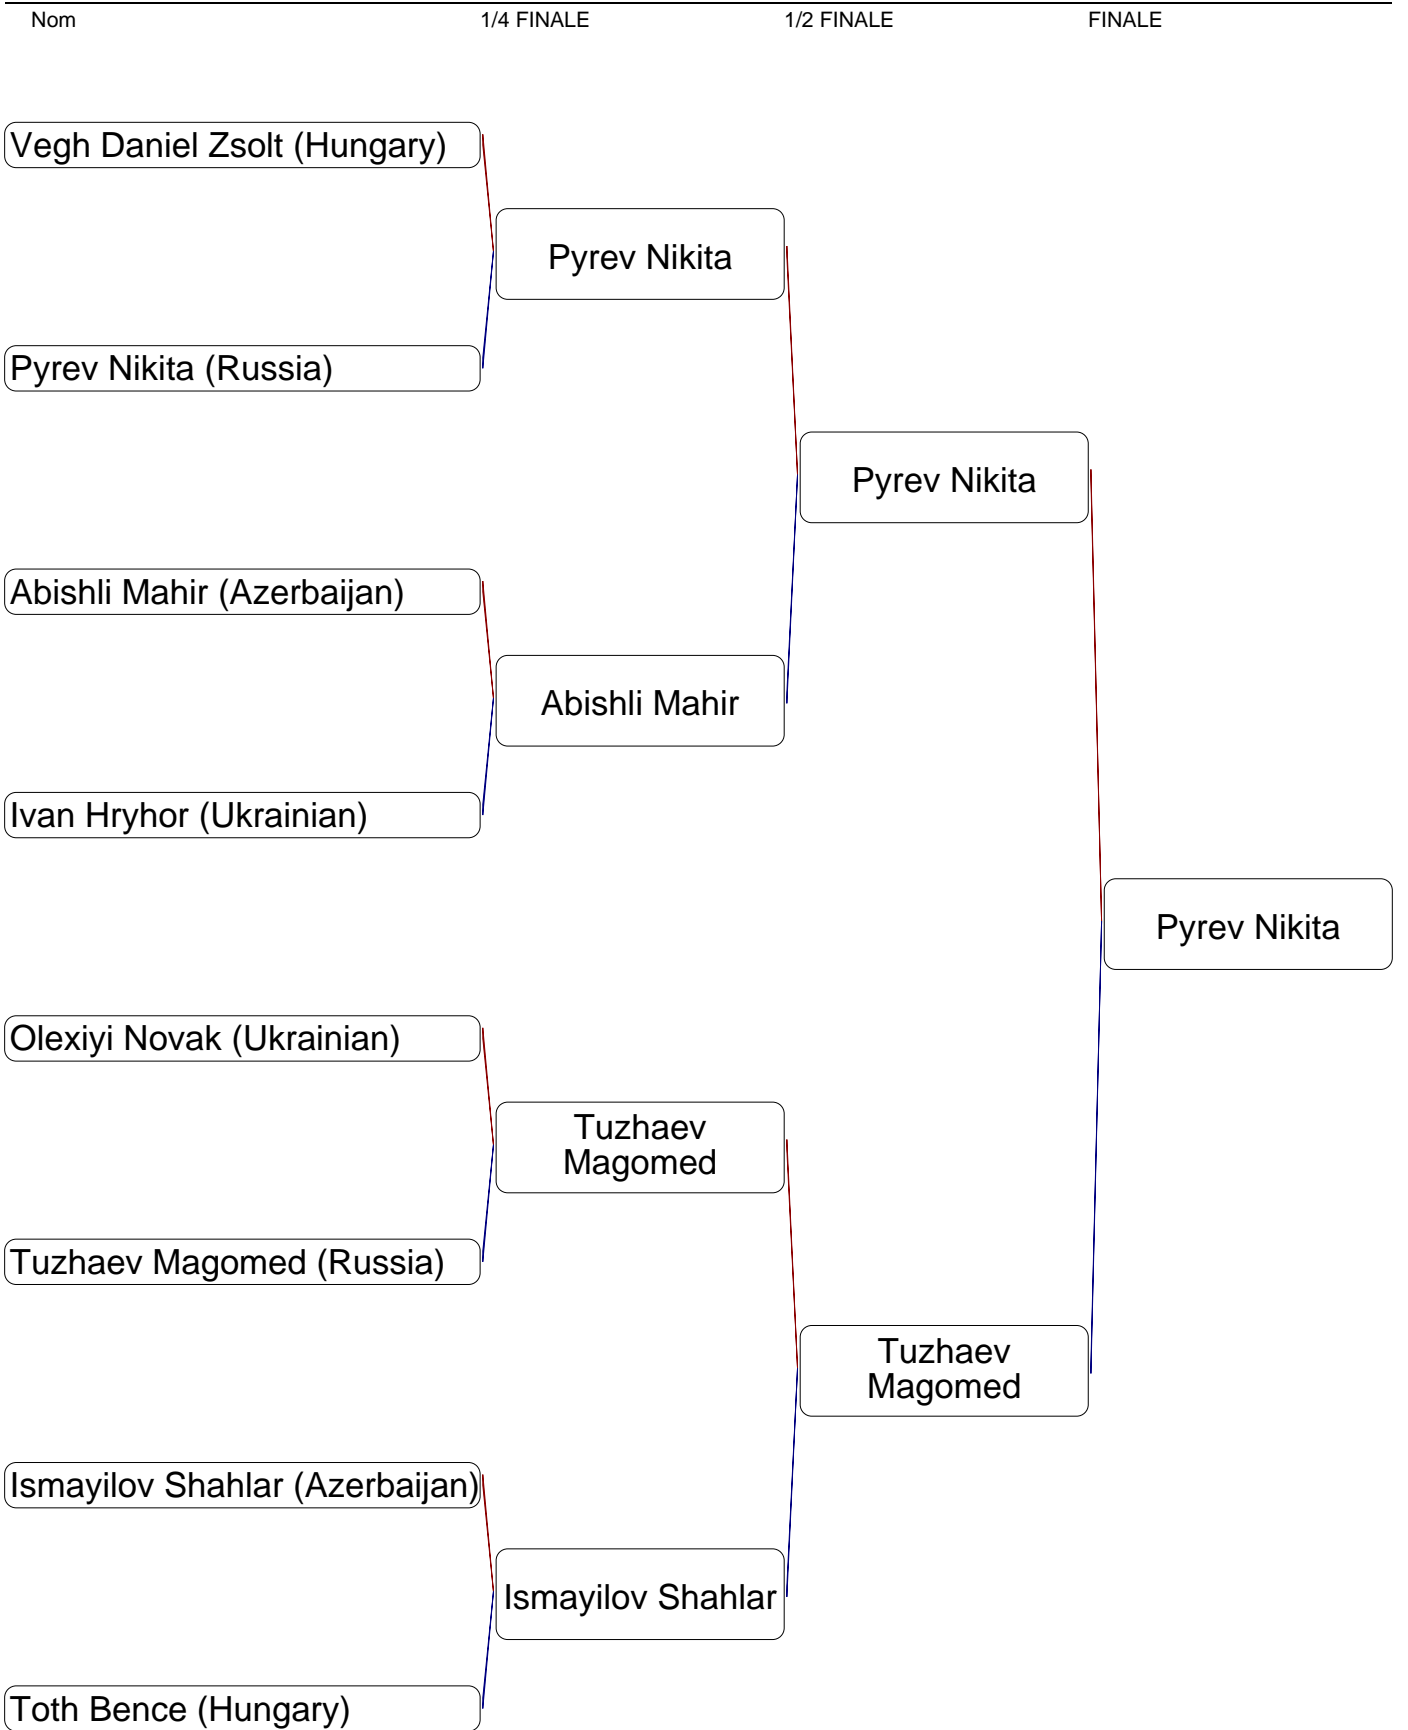 Nom 1/4 FINALE 1/2 FINALE FINALE
Vegh Daniel Zsolt (Hungary)
Pyrev Nikita
Pyrev Nikita (Russia)
Pyrev Nikita
Abishli Mahir (Azerbaijan)
Abishli Mahir
Ivan Hryhor (Ukrainian)
Pyrev Nikita
Olexiyi Novak (Ukrainian)
Tuzhaev
Magomed
Tuzhaev Magomed (Russia)
Tuzhaev
Magomed
Ismayilov Shahlar (Azerbaijan)
Ismayilov Shahlar
Toth Bence (Hungary)